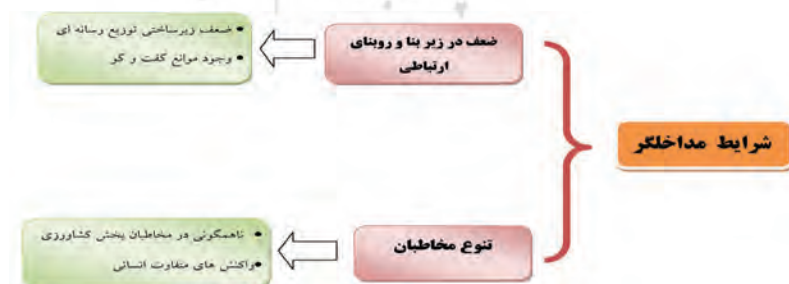 شرایط مداخلگر
ضعف در زیر بنا و روبنای
ارتباطی
• ضعف زیرساختی توزیع رسانه ای
• وجود موانع گفت و گو
تنوع مخاطبان
• ناهمگونی در مخاطبان بخش کشاورزی
• واکنش های متفاوت انسانی